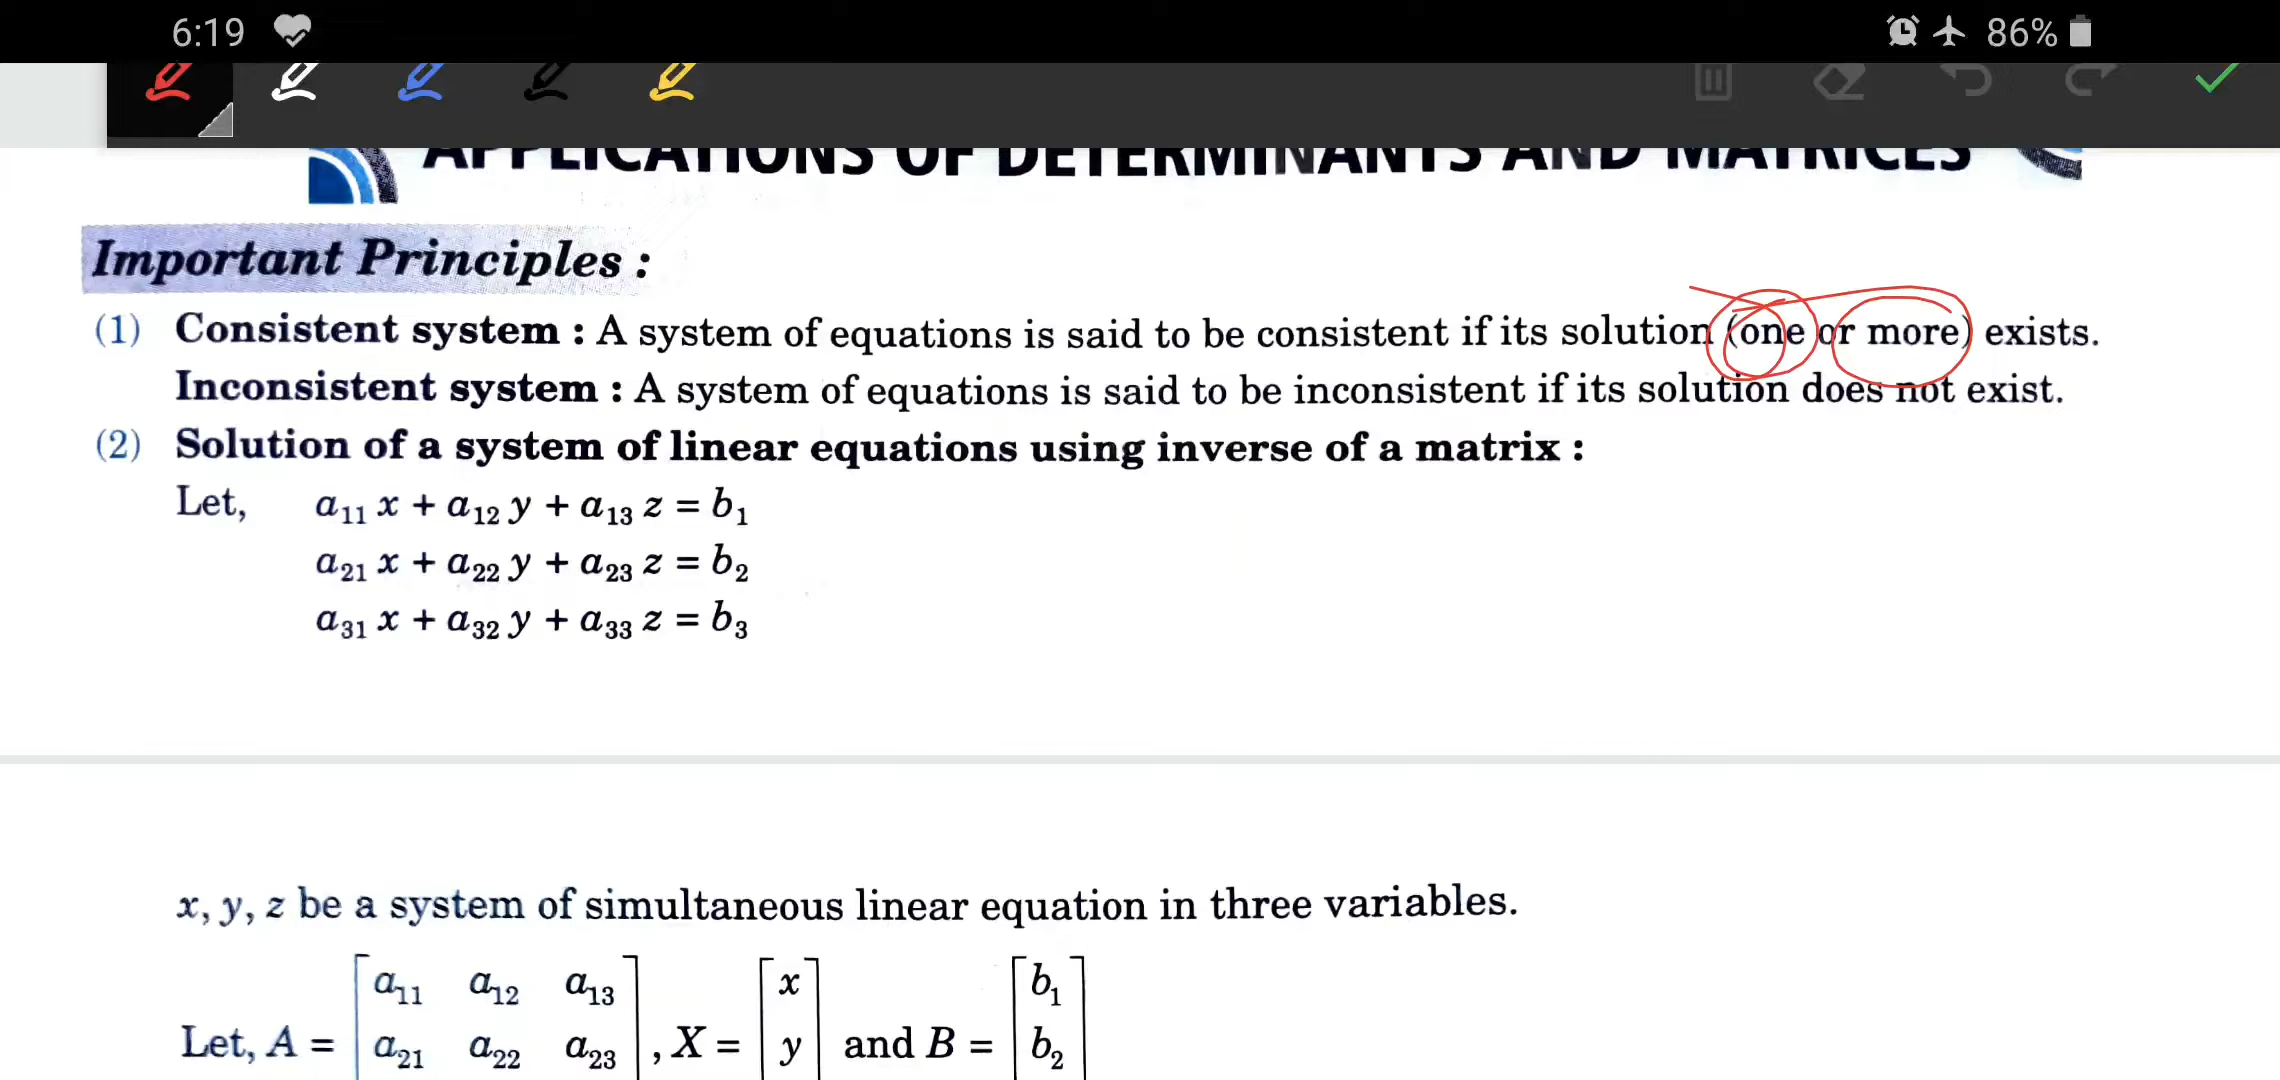 6:19
86%
APPLICATIONS OF DETERMINANTS AND MATRICES
Important Principles :
(1) Consistent system : A system of equations is said to be consistent if its solution (one or more) exists.
Inconsistent system : A system of equations is said to be inconsistent if its solution does not exist.
(2) Solution of a system of linear equations using inverse of a matrix :
Let, a₁₁ x + a₁₂ y + a₁₃ z = b₁
a₂₁ x + a₂₂ y + a₂₃ z = b₂
a₃₁ x + a₃₂ y + a₃₃ z = b₃
x, y, z be a system of simultaneous linear equation in three variables.
a₁₁ a₁₂ a₁₃ x b₁
Let, A = a₂₁ a₂₂ a₂₃ , X = y and B = b₂